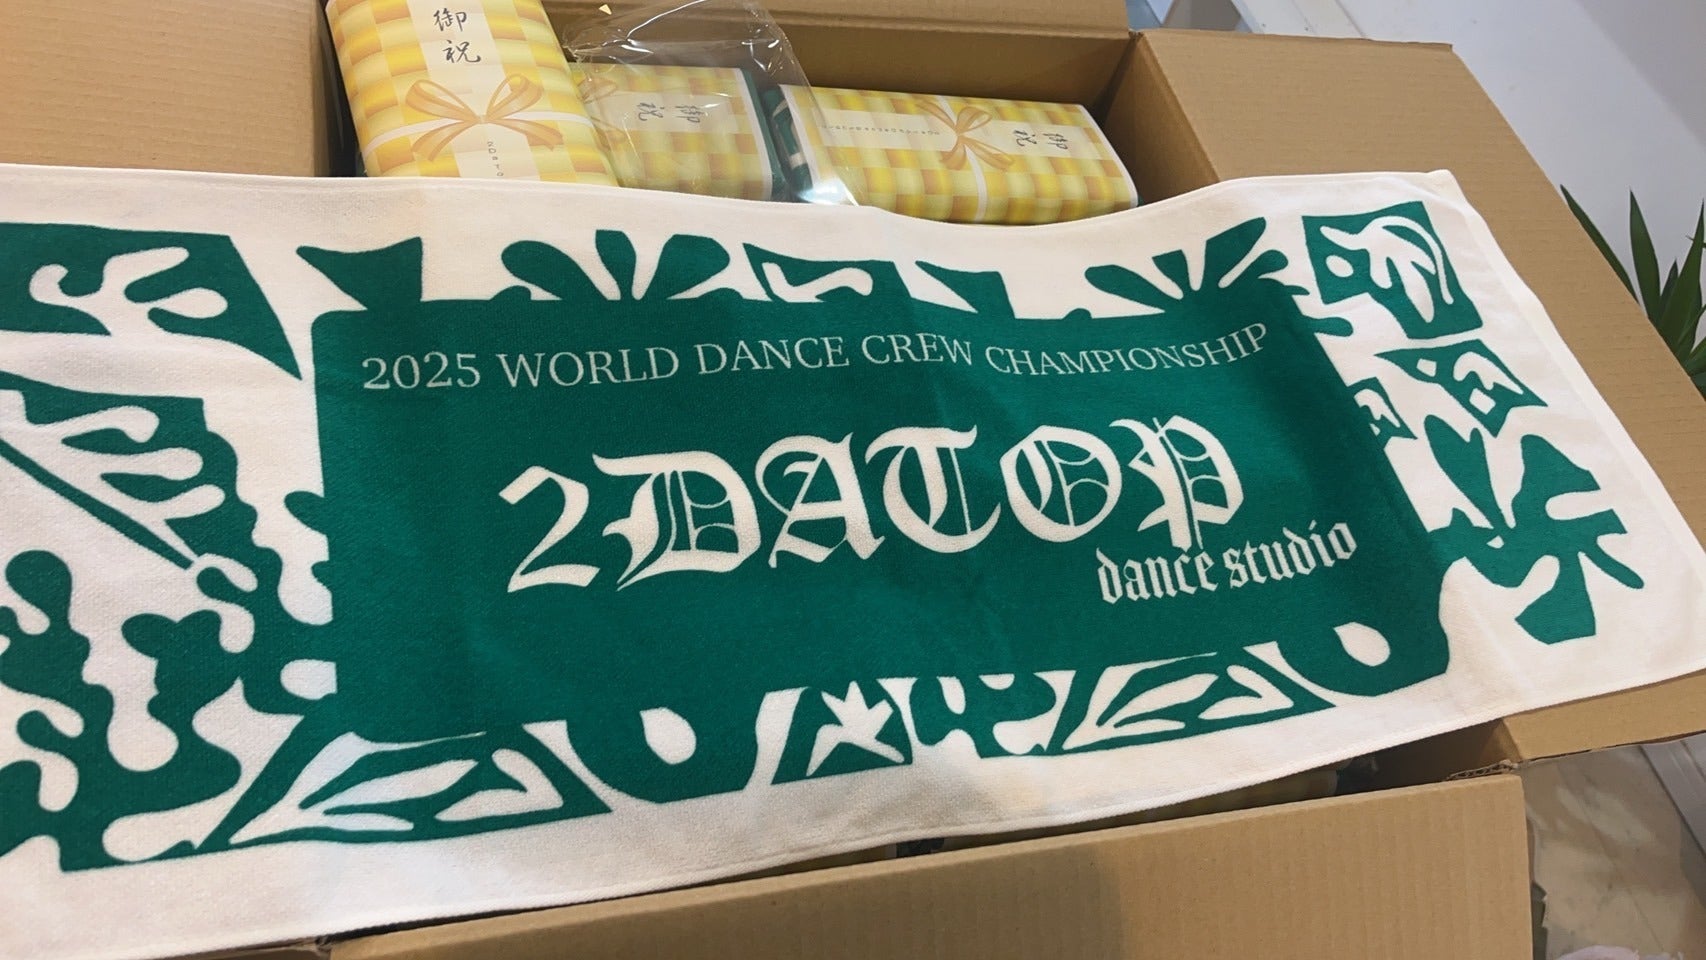 御祝
御祝
御祝
2025 WORLD DANCE CREW CHAMPIONSHIP
2DATOP
dance studio